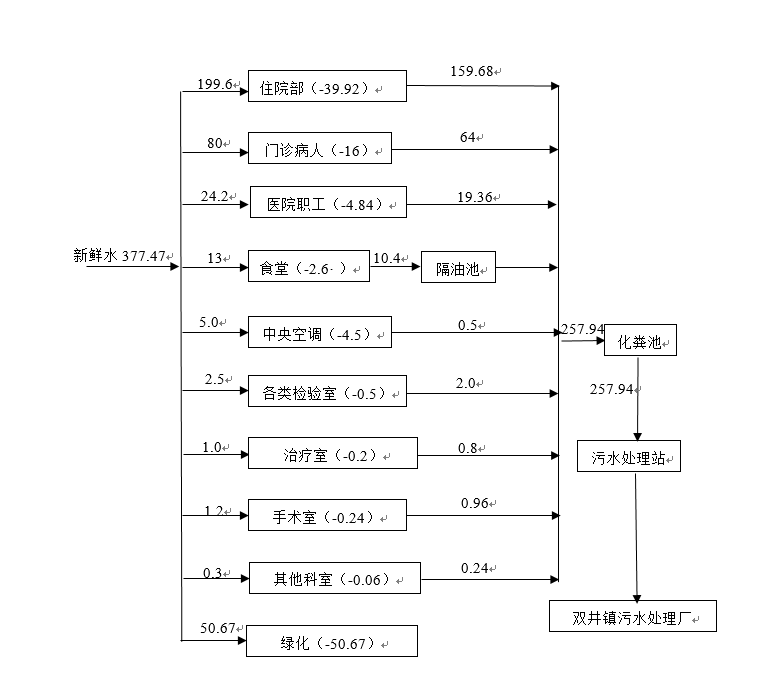 199.6
住院部（-39.92）
159.68
80
门诊病人（-16）
64
24.2
医院职工（-4.84）
19.36
新鲜水 377.47
13
食堂（-2.6· ）
10.4
隔油池
5.0
中央空调（-4.5）
0.5
257.94
化粪池
2.5
各类检验室（-0.5）
2.0
257.94
1.0
治疗室（-0.2）
0.8
污水处理站
1.2
手术室（-0.24）
0.96
0.3
其他科室（-0.06）
0.24
双井镇污水处理厂
50.67
绿化（-50.67）